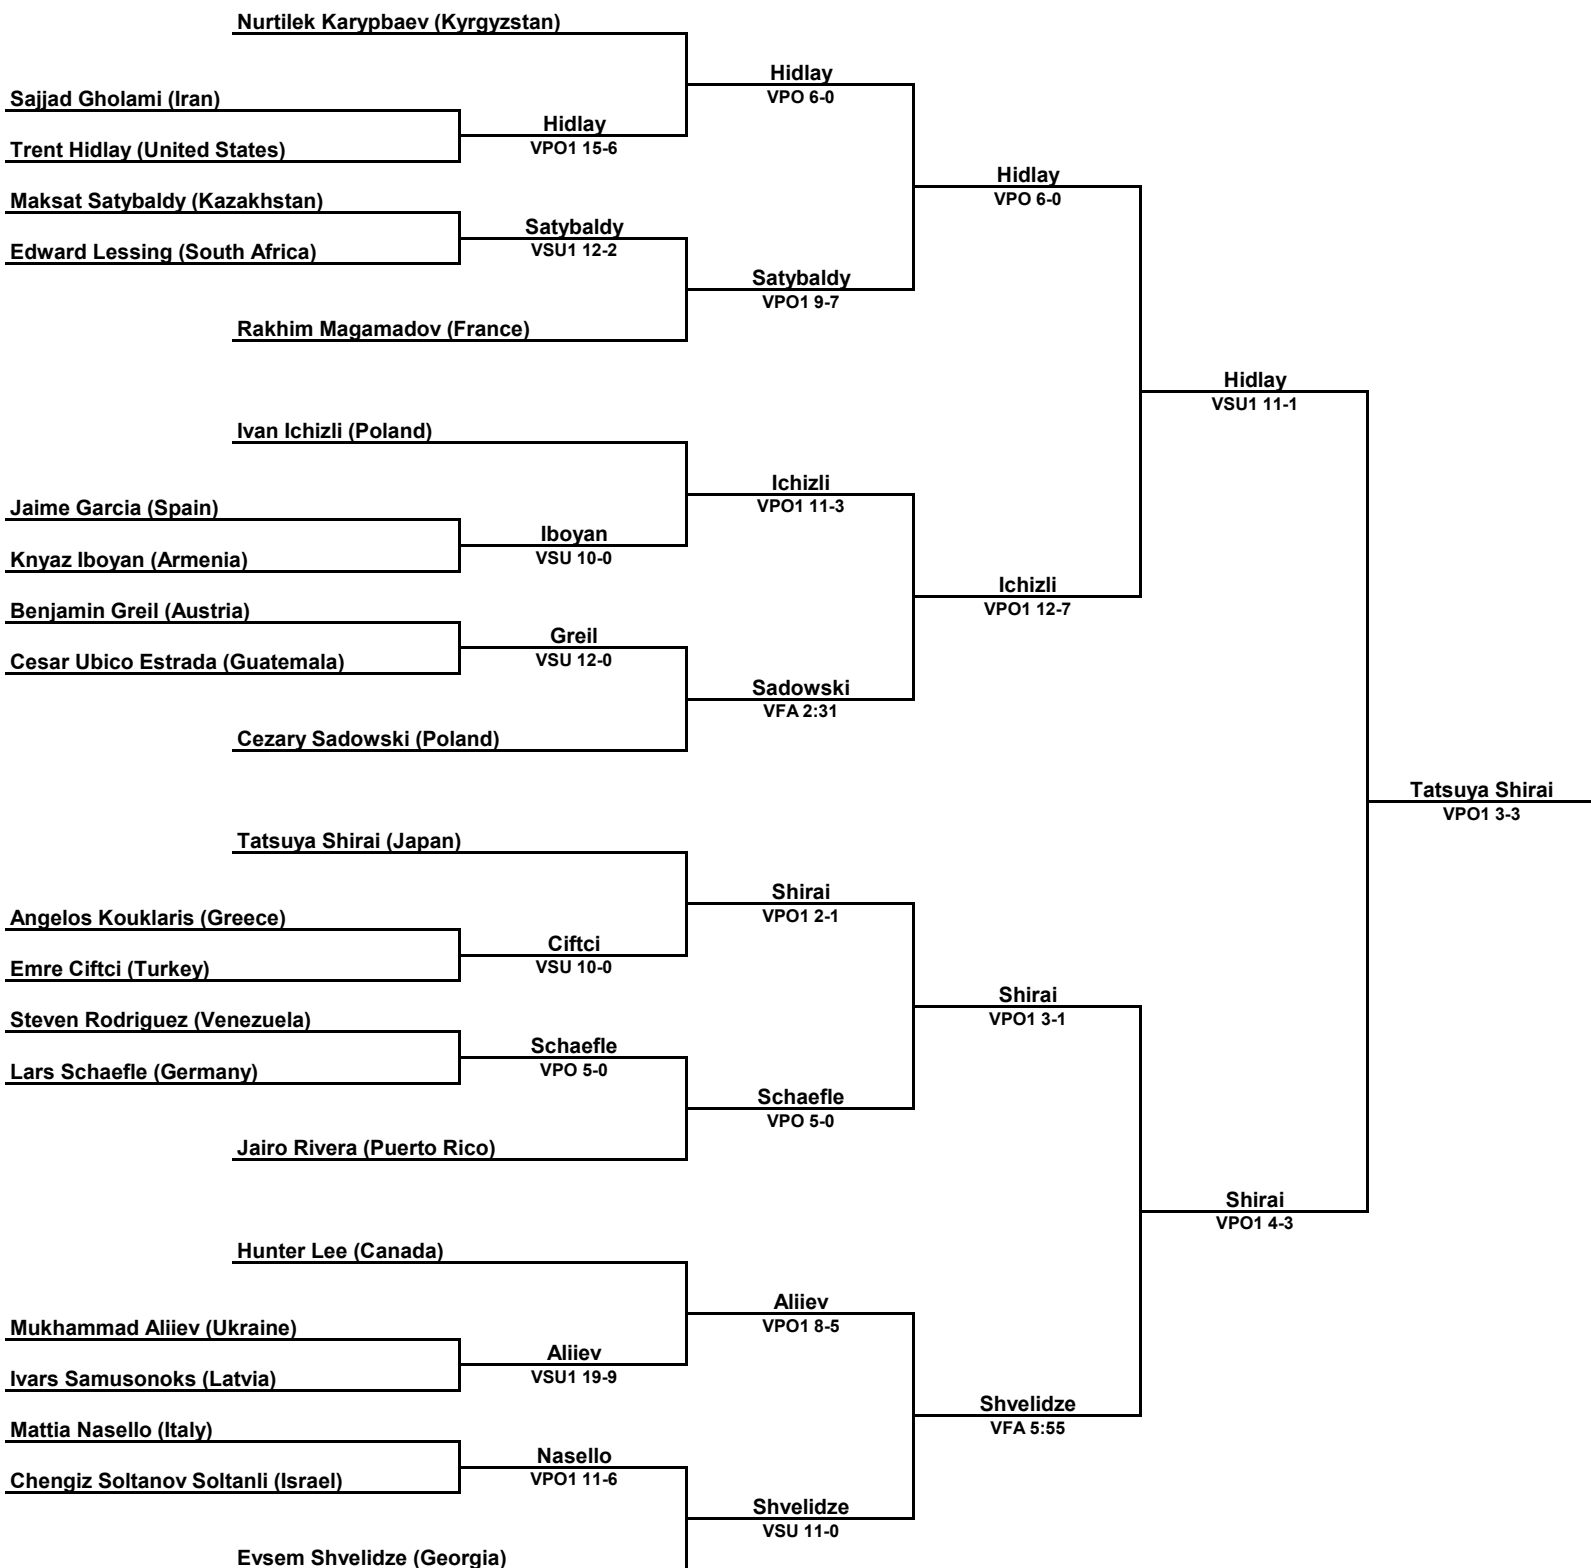 Nurtilek Karypbaev (Kyrgyzstan)
Hidlay
VPO 6-0
Sajjad Gholami (Iran)
Hidlay
VPO1 15-6
Trent Hidlay (United States)
Hidlay
VPO 6-0
Maksat Satybaldy (Kazakhstan)
Satybaldy
VSU1 12-2
Edward Lessing (South Africa)
Satybaldy
VPO1 9-7
Rakhim Magamadov (France)
Hidlay
VSU1 11-1
Ivan Ichizli (Poland)
Ichizli
VPO1 11-3
Jaime Garcia (Spain)
Iboyan
VSU 10-0
Knyaz Iboyan (Armenia)
Ichizli
VPO1 12-7
Benjamin Greil (Austria)
Greil
VSU 12-0
Cesar Ubico Estrada (Guatemala)
Sadowski
VFA 2:31
Cezary Sadowski (Poland)
Tatsuya Shirai
VPO1 3-3
Tatsuya Shirai (Japan)
Shirai
VPO1 2-1
Angelos Kouklaris (Greece)
Ciftci
VSU 10-0
Emre Ciftci (Turkey)
Shirai
VPO1 3-1
Steven Rodriguez (Venezuela)
Schaefle
VPO 5-0
Lars Schaefle (Germany)
Schaefle
VPO 5-0
Jairo Rivera (Puerto Rico)
Shirai
VPO1 4-3
Hunter Lee (Canada)
Aliiev
VPO1 8-5
Mukhammad Aliiev (Ukraine)
Aliiev
VSU1 19-9
Ivars Samusonoks (Latvia)
Shvelidze
VFA 5:55
Mattia Nasello (Italy)
Nasello
VPO1 11-6
Chengiz Soltanov Soltanli (Israel)
Shvelidze
VSU 11-0
Evsem Shvelidze (Georgia)